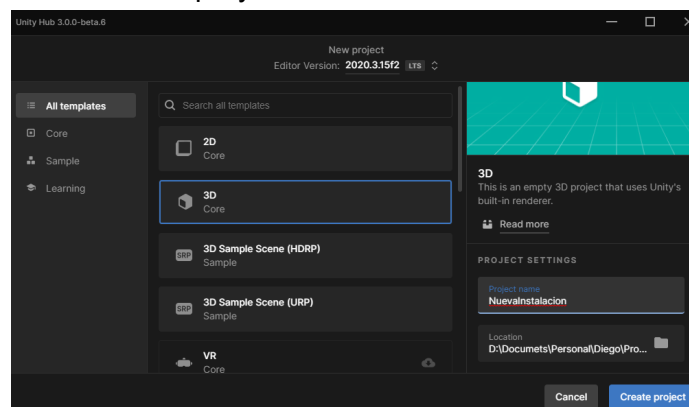 Unity Hub 3.0.0-beta.6
New project
Editor Version: 2020.3.15f2 LTS
All templates
Core
Sample
Learning
Search all templates
2D
Core
3D
Core
SRP
3D Sample Scene (HDRP)
Sample
SRP
3D Sample Scene (URP)
Sample
VR
Core
3D
This is an empty 3D project that uses Unity's
built-in renderer.
Read more
PROJECT SETTINGS
Project name
NuevaInstalacion
Location
D:\Documets\Personal\Diego\Pro...
Cancel
Create project